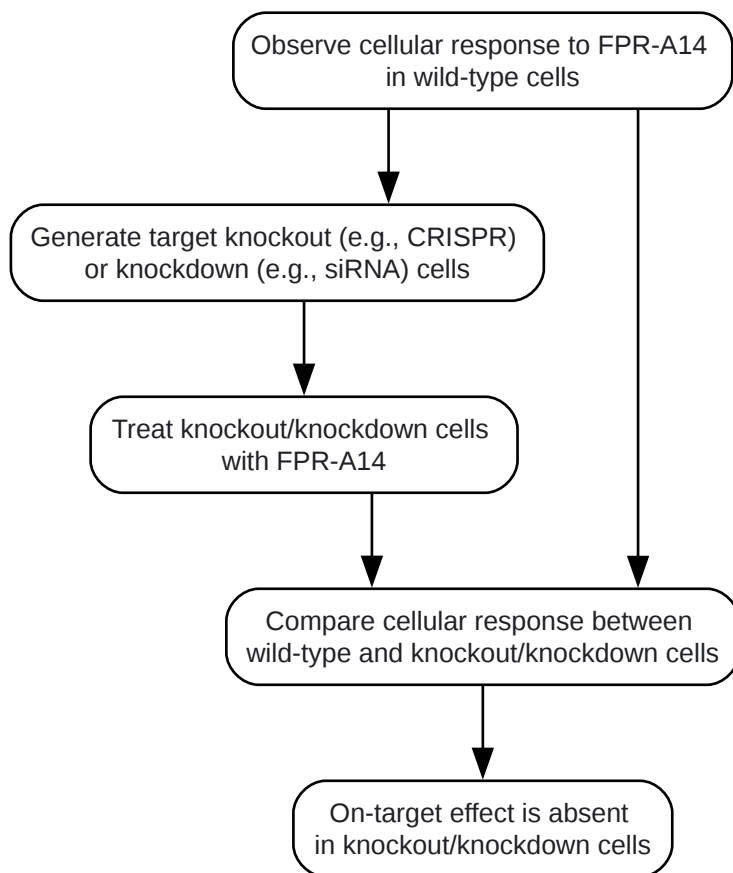 Observe cellular response to FPR-A14
in wild-type cells
Generate target knockout (e.g., CRISPR)
or knockdown (e.g., siRNA) cells
Treat knockout/knockdown cells
with FPR-A14
Compare cellular response between
wild-type and knockout/knockdown cells
On-target effect is absent
in knockout/knockdown cells